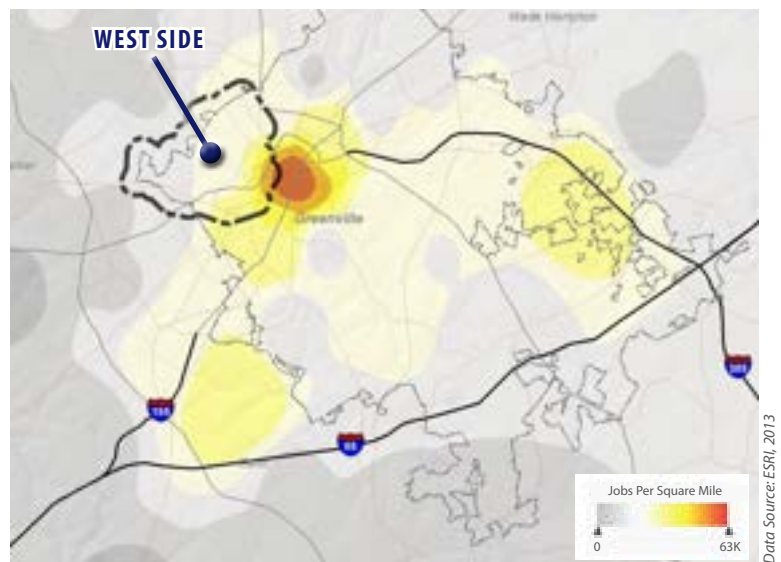 Wade Hampton
WEST SIDE
Greenville
385
185
85
Jobs Per Square Mile
0
63K
Data Source: ESRI, 2013